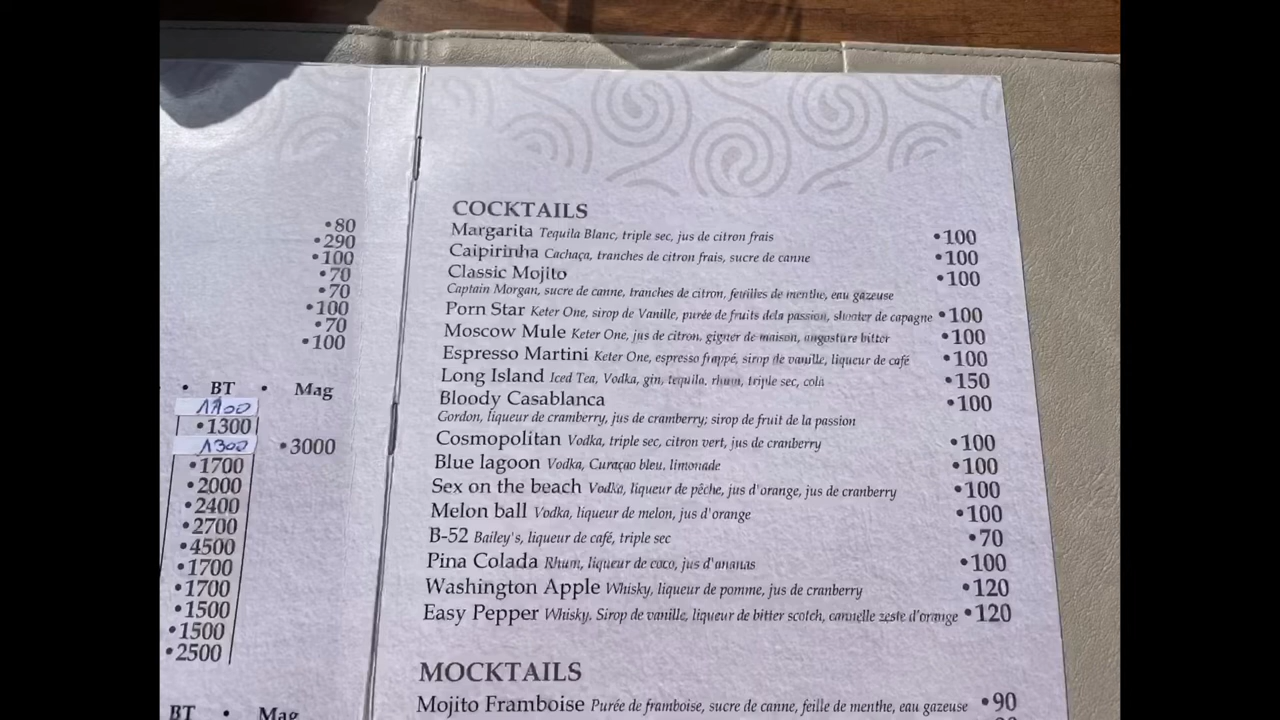 •80
•290
•100
•70
•70
•100
•70
•100
• BT • Mag
1100
•1300
1300 •3000
•1700
•2000
•2400
•2700
•4500
•1700
•1700
•1500
•1500
•2500
BT • Mag
COCKTAILS
Margarita Tequila Blanc, triple sec, jus de citron frais •100
Caipirinha Cachaça, tranches de citron frais, sucre de canne •100
Classic Mojito •100
Captain Morgan, sucre de canne, tranches de citron, feuilles de menthe, eau gazeuse
Porn Star Keter One, sirop de Vanille, purée de fruits dela passion, shooter de capagne •100
Moscow Mule Keter One, jus de citron, gigner de maison, angosture bitter •100
Espresso Martini Keter One, espresso frappé, sirop de vanille, liqueur de café •100
Long Island Iced Tea, Vodka, gin, tequila, rhum, triple sec, cola •150
Bloody Casablanca •100
Gordon, liqueur de cramberry, jus de cramberry; sirop de fruit de la passion
Cosmopolitan Vodka, triple sec, citron vert, jus de cranberry •100
Blue lagoon Vodka, Curaçao bleu, limonade •100
Sex on the beach Vodka, liqueur de pêche, jus d'orange, jus de cranberry •100
Melon ball Vodka, liqueur de melon, jus d'orange •100
B-52 Bailey's, liqueur de café, triple sec •70
Pina Colada Rhum, liqueur de coco, jus d'ananas •100
Washington Apple Whisky, liqueur de pomme, jus de cranberry •120
Easy Pepper Whisky, Sirop de vanille, liqueur de bitter scotch, cannelle zeste d'orange •120
MOCKTAILS
Mojito Framboise Purée de framboise, sucre de canne, feille de menthe, eau gazeuse •90